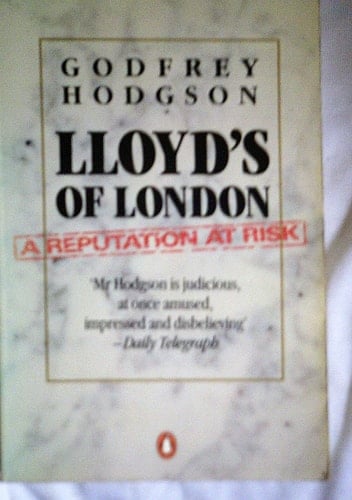 GODFREY
HODGSON
LLOYD'S
OF LONDON
A REPUTATION AT RISK
'Mr Hodgson is judicious,
at once amused,
impressed and disbelieving'
–Daily Telegraph